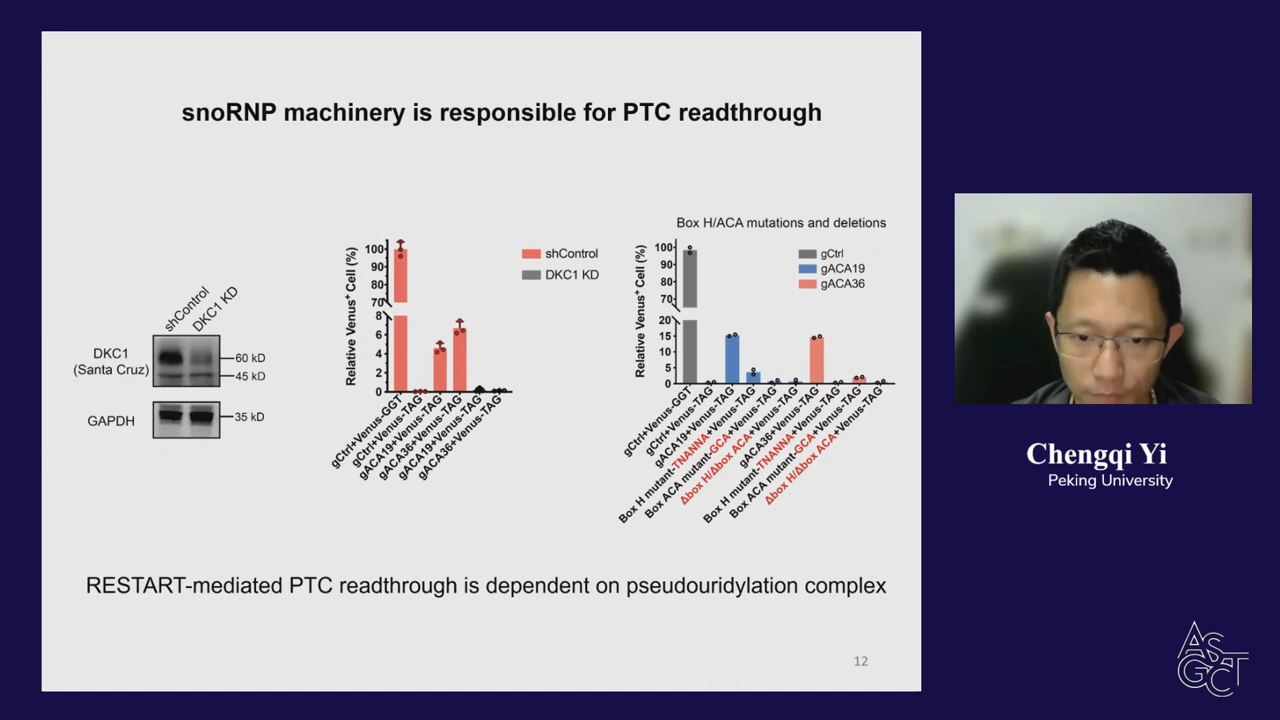 snoRNP machinery is responsible for PTC readthrough
shControl
DKC1 KD
DKC1
(Santa Cruz)
60 kD
45 kD
GAPDH
35 kD
Relative Venus⁺ Cell (%)
100
90
80
70
8
6
4
2
0
shControl
DKC1 KD
gCtrl+Venus-GGT
gCtrl+Venus-TAG
gACA19+Venus-TAG
gACA36+Venus-TAG
gACA19+Venus-TAG
gACA36+Venus-TAG
Box H/ACA mutations and deletions
Relative Venus⁺ Cell (%)
100
90
80
70
20
15
10
5
0
gCtrl
gACA19
gACA36
gCtrl+Venus-GGT
gCtrl+Venus-TAG
gACA19+Venus-TAG
Box H mutant-TNANNA+Venus-TAG
Box ACA mutant-GCA+Venus-TAG
Δbox H/Δbox ACA+Venus-TAG
gACA36+Venus-TAG
Box H mutant-TNANNA+Venus-TAG
Box ACA mutant-GCA+Venus-TAG
Δbox H/Δbox ACA+Venus-TAG
RESTART-mediated PTC readthrough is dependent on pseudouridylation complex
12
Chengqi Yi
Peking University
ASGCT